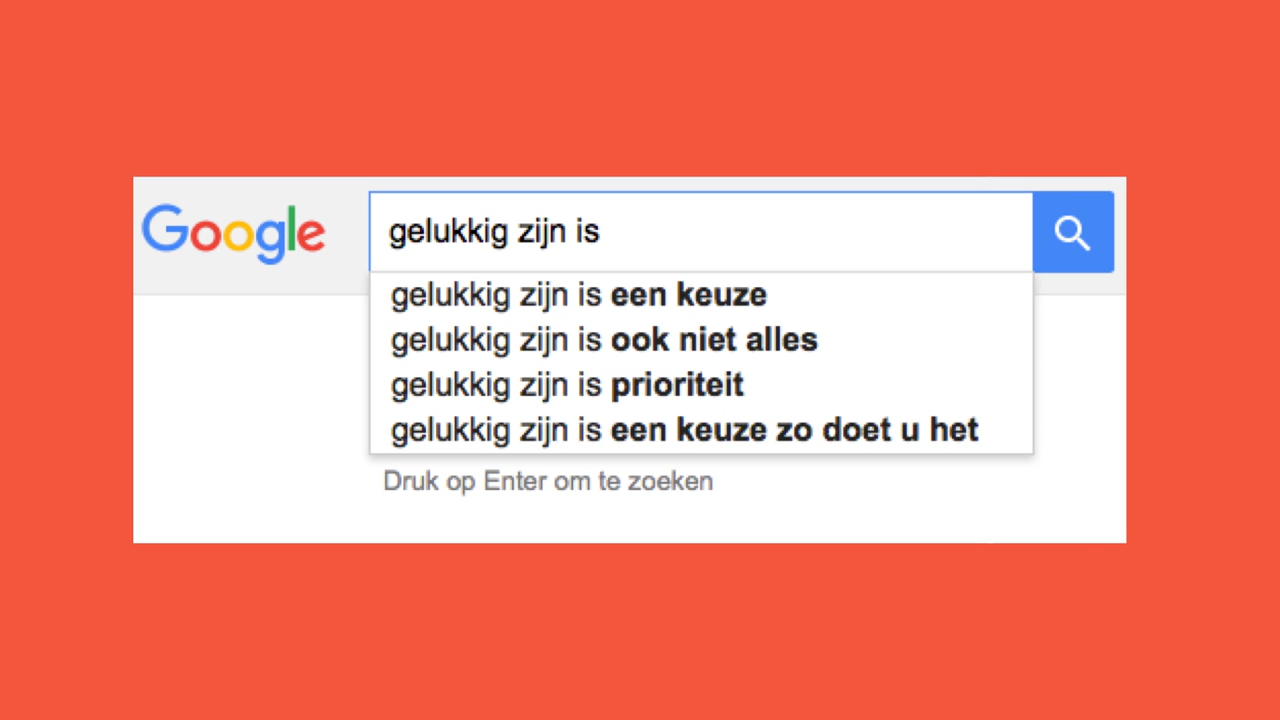 Google
gelukkig zijn is
gelukkig zijn is een keuze
gelukkig zijn is ook niet alles
gelukkig zijn is prioriteit
gelukkig zijn is een keuze zo doet u het
Druk op Enter om te zoeken